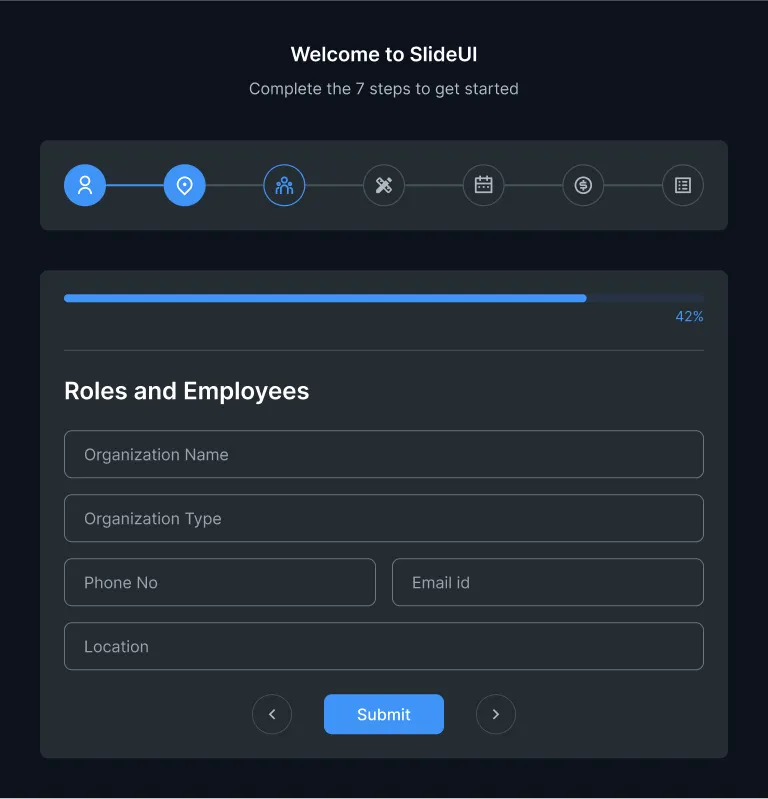 Welcome to SlideUI
Complete the 7 steps to get started
42%
Roles and Employees
Organization Name
Organization Type
Phone No
Email id
Location
Submit